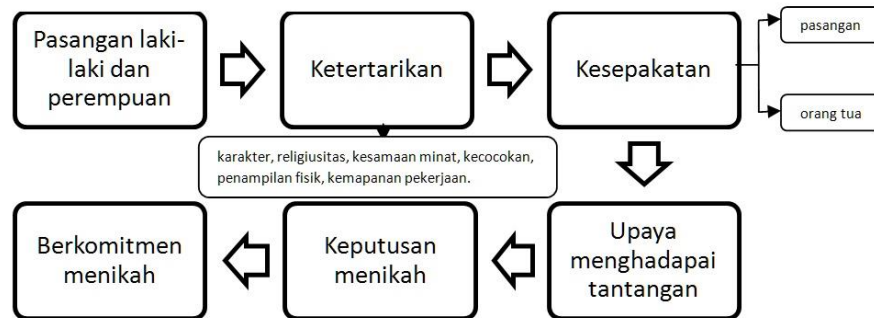 Pasangan laki-
laki dan
perempuan
Ketertarikan
Kesepakatan
pasangan
orang tua
karakter, religiusitas, kesamaan minat, kecocokan,
penampilan fisik, kemapanan pekerjaan.
Upaya
menghadapai
tantangan
Keputusan
menikah
Berkomitmen
menikah